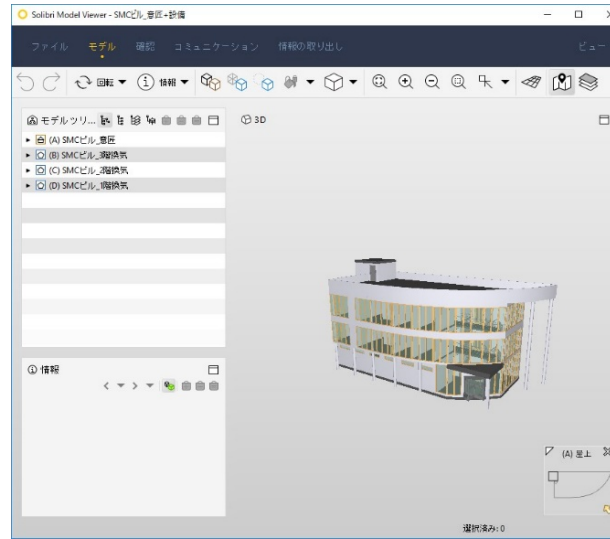 Solibri Model Viewer - SMCビル_意匠+設備
ファイル モデル 確認 コミュニケーション 情報の取り出し ビュー
回転 情報
モデルツリ...
3D
(A) SMCビル_意匠
(B) SMCビル_3階換気
(C) SMCビル_2階換気
(D) SMCビル_1階換気
情報
(A) 屋上
選択済み: 0